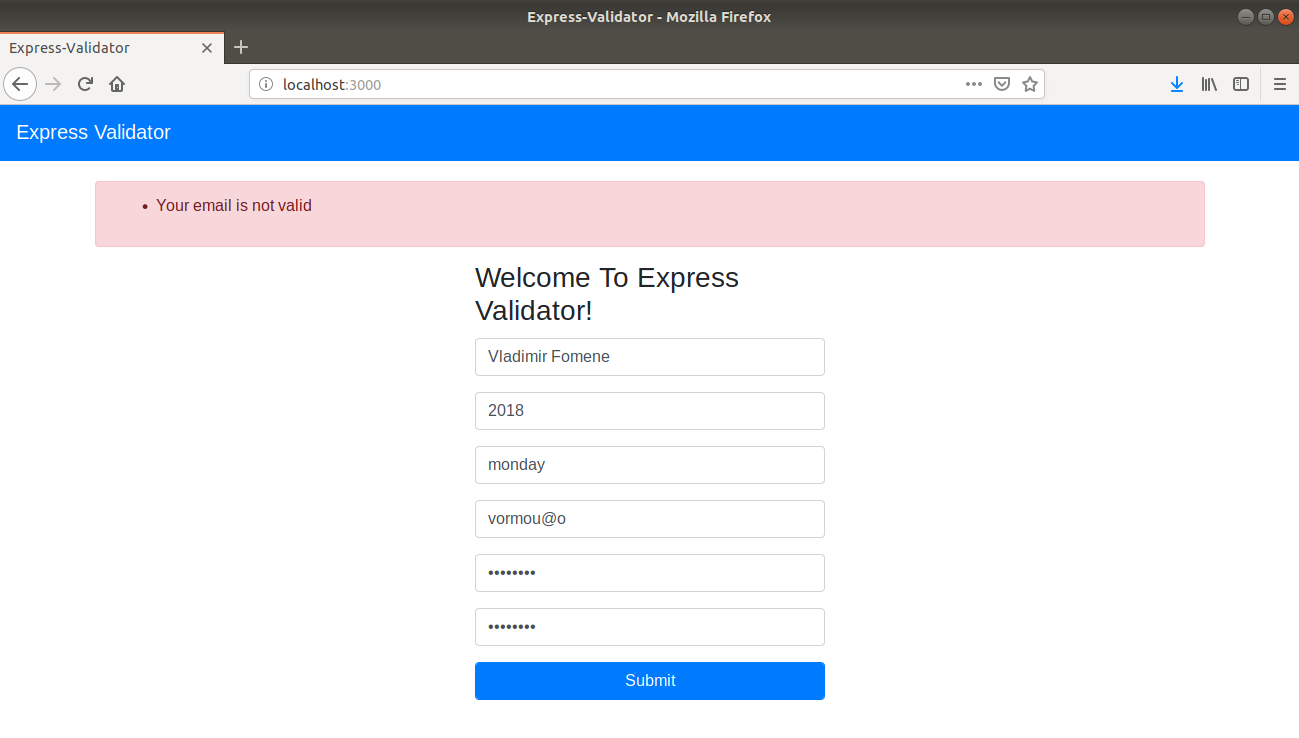 Express-Validator - Mozilla Firefox
Express-Validator
localhost:3000
Express Validator
• Your email is not valid
Welcome To Express
Validator!
Vladimir Fomene
2018
monday
vormou@o
••••••••
••••••••
Submit